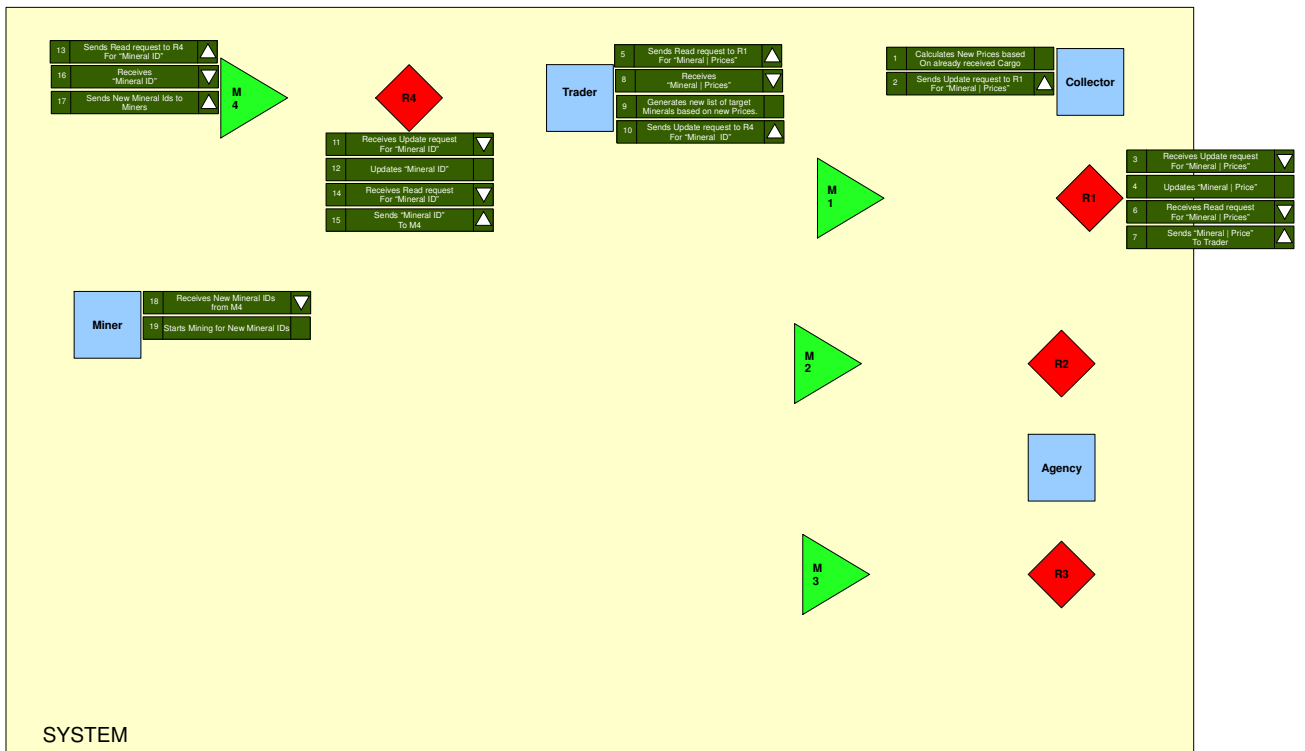 13 Sends Read request to R4
For “Mineral ID”
16 Receives
“Mineral ID”
17 Sends New Mineral Ids to
Miners
M
4
R4
11 Receives Update request
For “Mineral ID”
12 Updates “Mineral ID”
14 Receives Read request
For “Mineral ID”
15 Sends “Mineral ID”
To M4
Trader
5 Sends Read request to R1
For “Mineral | Prices”
8 Receives
“Mineral | Prices”
9 Generates new list of target
Minerals based on new Prices.
10 Sends Update request to R4
For “Mineral ID”
1 Calculates New Prices based
On already received Cargo
2 Sends Update request to R1
For “Mineral | Prices”
Collector
M
1
R1
3 Receives Update request
For “Mineral | Prices”
4 Updates “Mineral | Price”
6 Receives Read request
For “Mineral | Prices”
7 Sends “Mineral | Price”
To Trader
Miner
18 Receives New Mineral IDs
from M4
19 Starts Mining for New Mineral IDs
M
2
R2
Agency
M
3
R3
SYSTEM